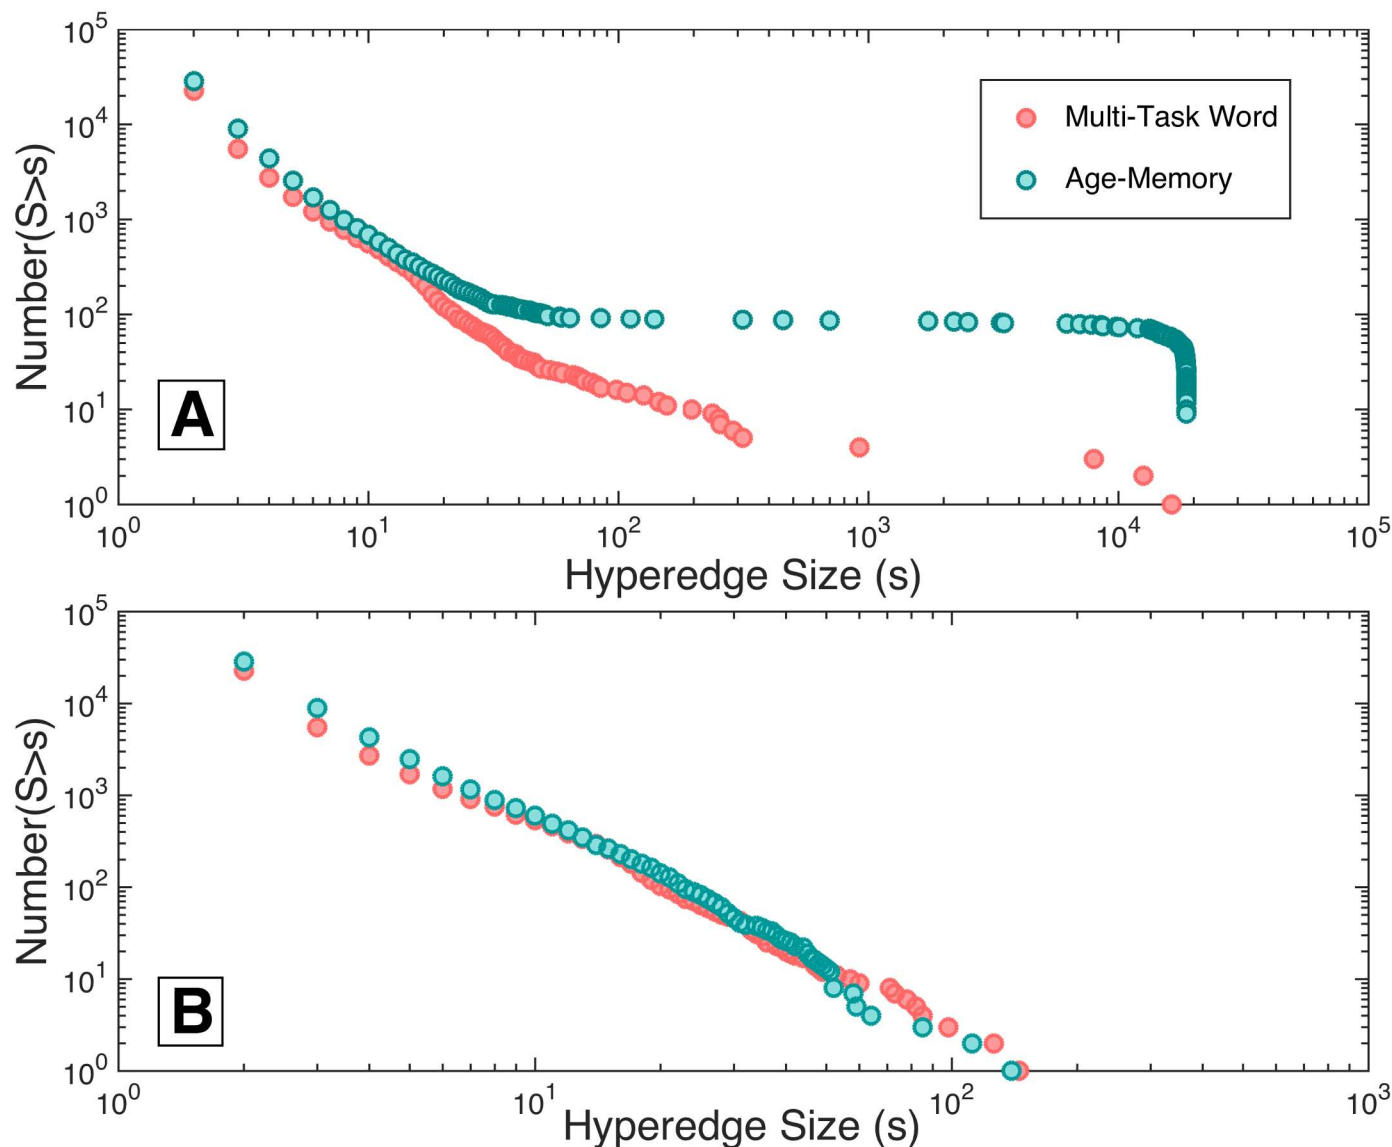 10^5
10^4
10^3
10^2
10^1
10^0
Number(S>s)
Multi-Task Word
Age-Memory
A
10^0 10^1 10^2 10^3 10^4 10^5
Hyperedge Size (s)
10^5
10^4
10^3
10^2
10^1
10^0
Number(S>s)
B
10^0 10^1 10^2 10^3
Hyperedge Size (s)